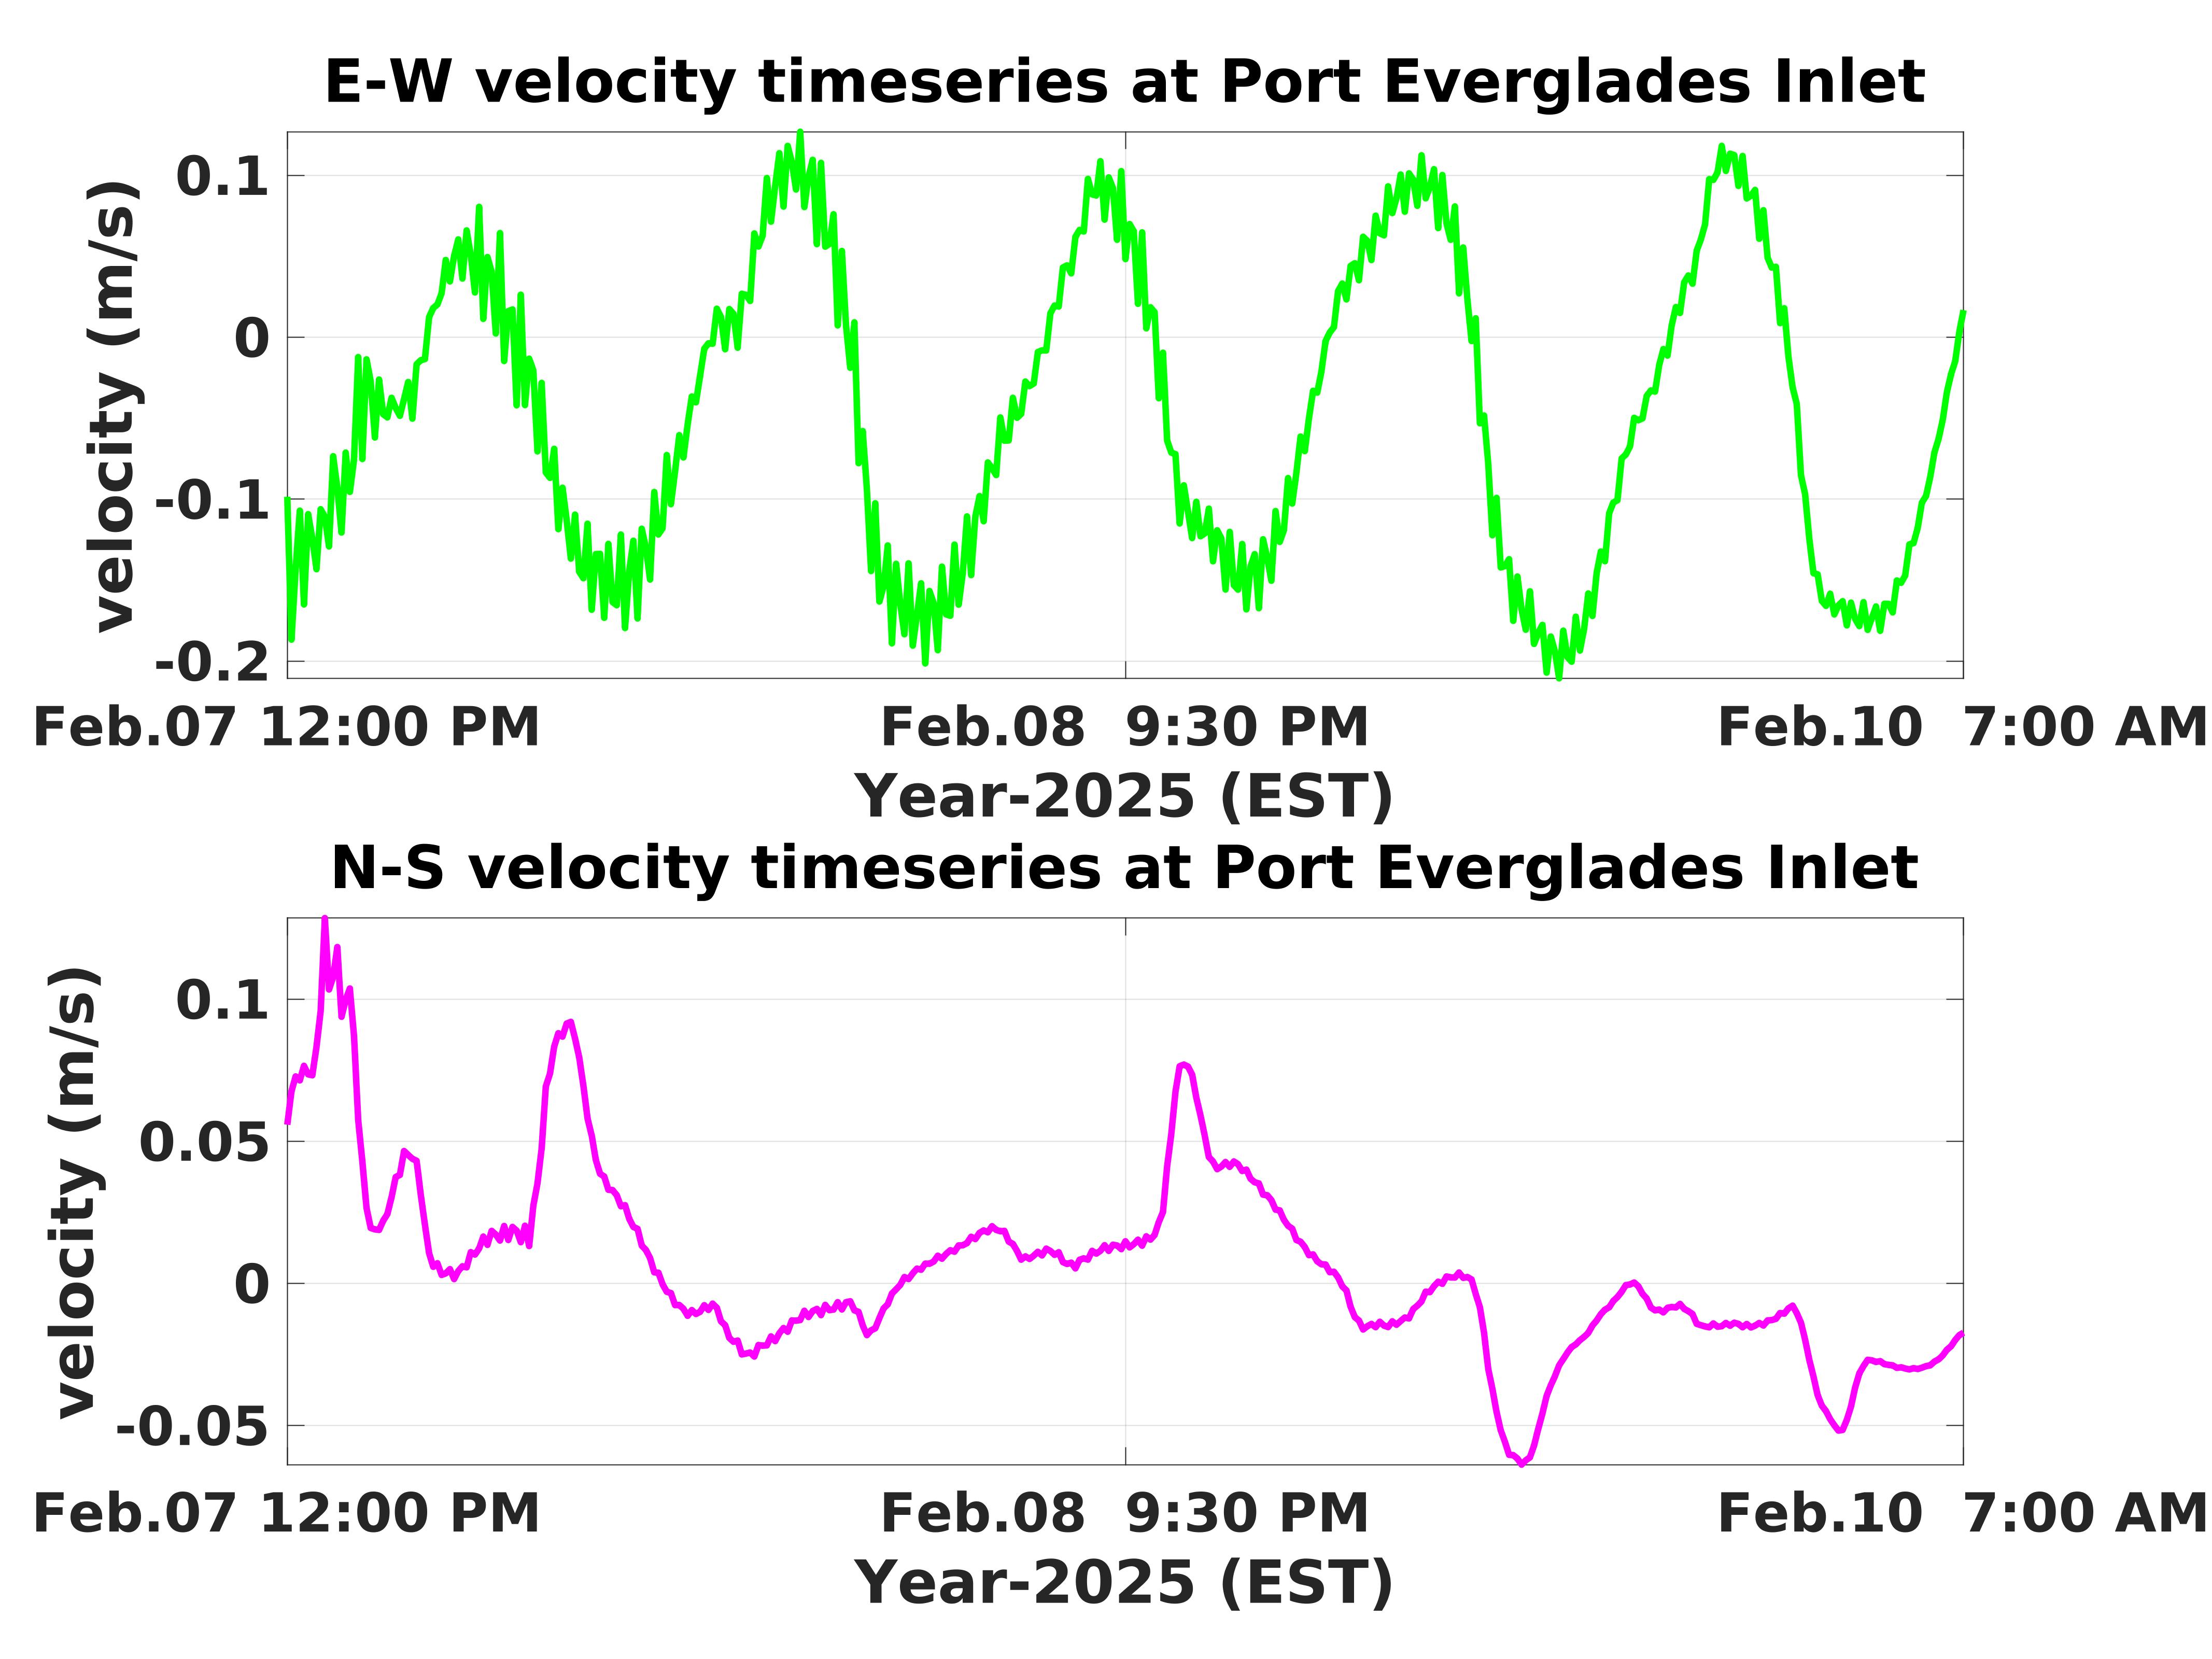 E-W velocity timeseries at Port Everglades Inlet
velocity (m/s)
0.1
0
-0.1
-0.2
Feb.07 12:00 PM Feb.08 9:30 PM Feb.10 7:00 AM
Year-2025 (EST)
N-S velocity timeseries at Port Everglades Inlet
velocity (m/s)
0.1
0.05
0
-0.05
Feb.07 12:00 PM Feb.08 9:30 PM Feb.10 7:00 AM
Year-2025 (EST)